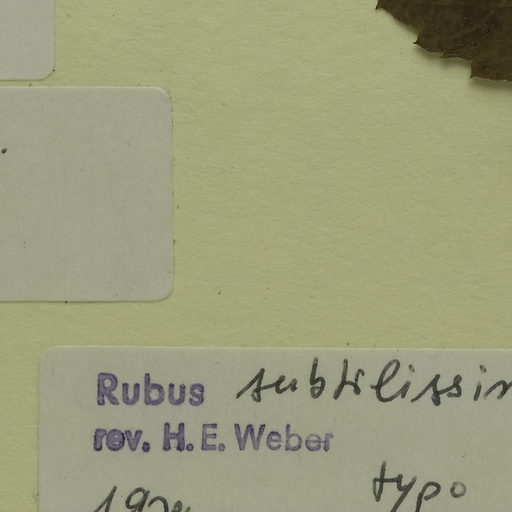 Rubus subtilissim
rev. H. E. Weber
typo